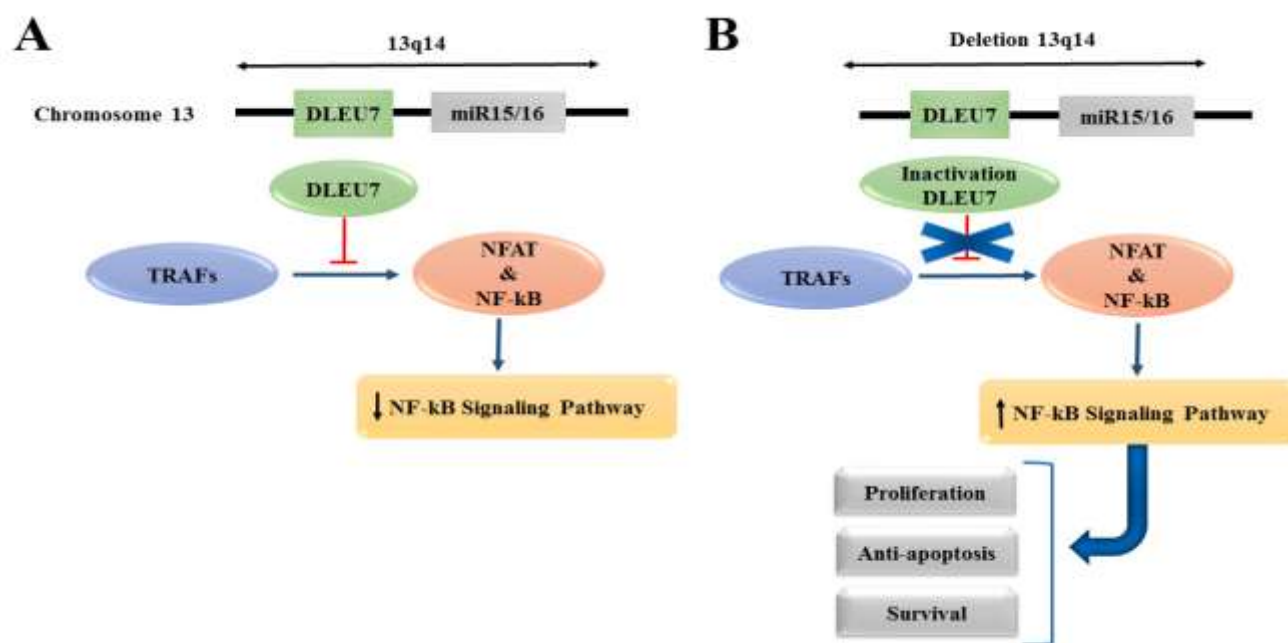 A
13q14
Chromosome 13
DLEU7
miR15/16
DLEU7
TRAFs
NFAT
&
NF-kB
↓ NF-kB Signaling Pathway
B
Deletion 13q14
DLEU7
miR15/16
Inactivation
DLEU7
TRAFs
NFAT
&
NF-kB
↑ NF-kB Signaling Pathway
Proliferation
Anti-apoptosis
Survival